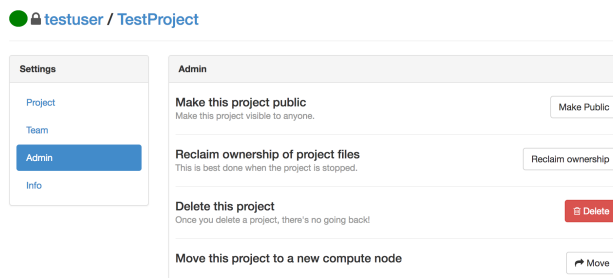 testuser / TestProject
Settings
Project
Team
Admin
Info
Admin
Make this project public
Make this project visible to anyone.
Make Public
Reclaim ownership of project files
This is best done when the project is stopped.
Reclaim ownership
Delete this project
Once you delete a project, there's no going back!
Delete
Move this project to a new compute node
Move